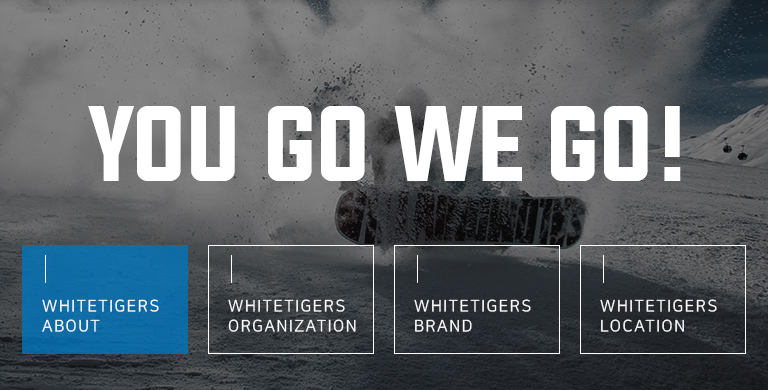 YOU GO WE GO!
WHITETIGERS
ABOUT
WHITETIGERS
ORGANIZATION
WHITETIGERS
BRAND
WHITETIGERS
LOCATION